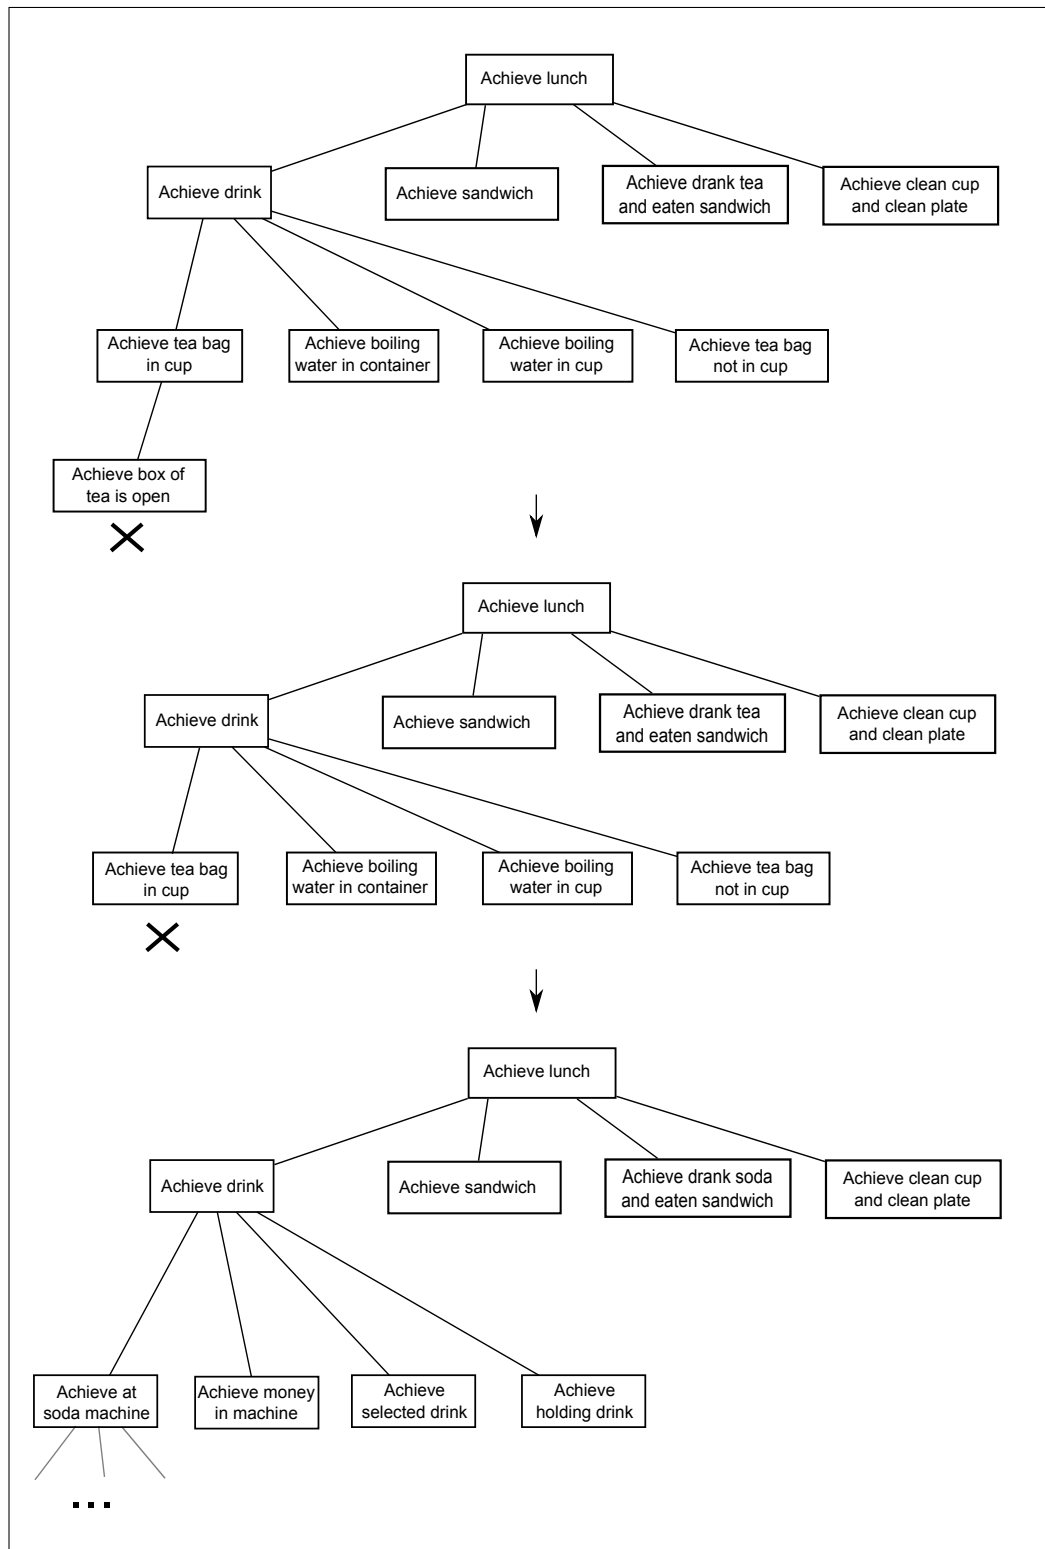 Achieve lunch
Achieve drink
Achieve sandwich
Achieve drank tea
and eaten sandwich
Achieve clean cup
and clean plate
Achieve tea bag
in cup
Achieve boiling
water in container
Achieve boiling
water in cup
Achieve tea bag
not in cup
Achieve box of
tea is open
Achieve lunch
Achieve drink
Achieve sandwich
Achieve drank tea
and eaten sandwich
Achieve clean cup
and clean plate
Achieve tea bag
in cup
Achieve boiling
water in container
Achieve boiling
water in cup
Achieve tea bag
not in cup
Achieve lunch
Achieve drink
Achieve sandwich
Achieve drank soda
and eaten sandwich
Achieve clean cup
and clean plate
Achieve at
soda machine
Achieve money
in machine
Achieve
selected drink
Achieve
holding drink
...